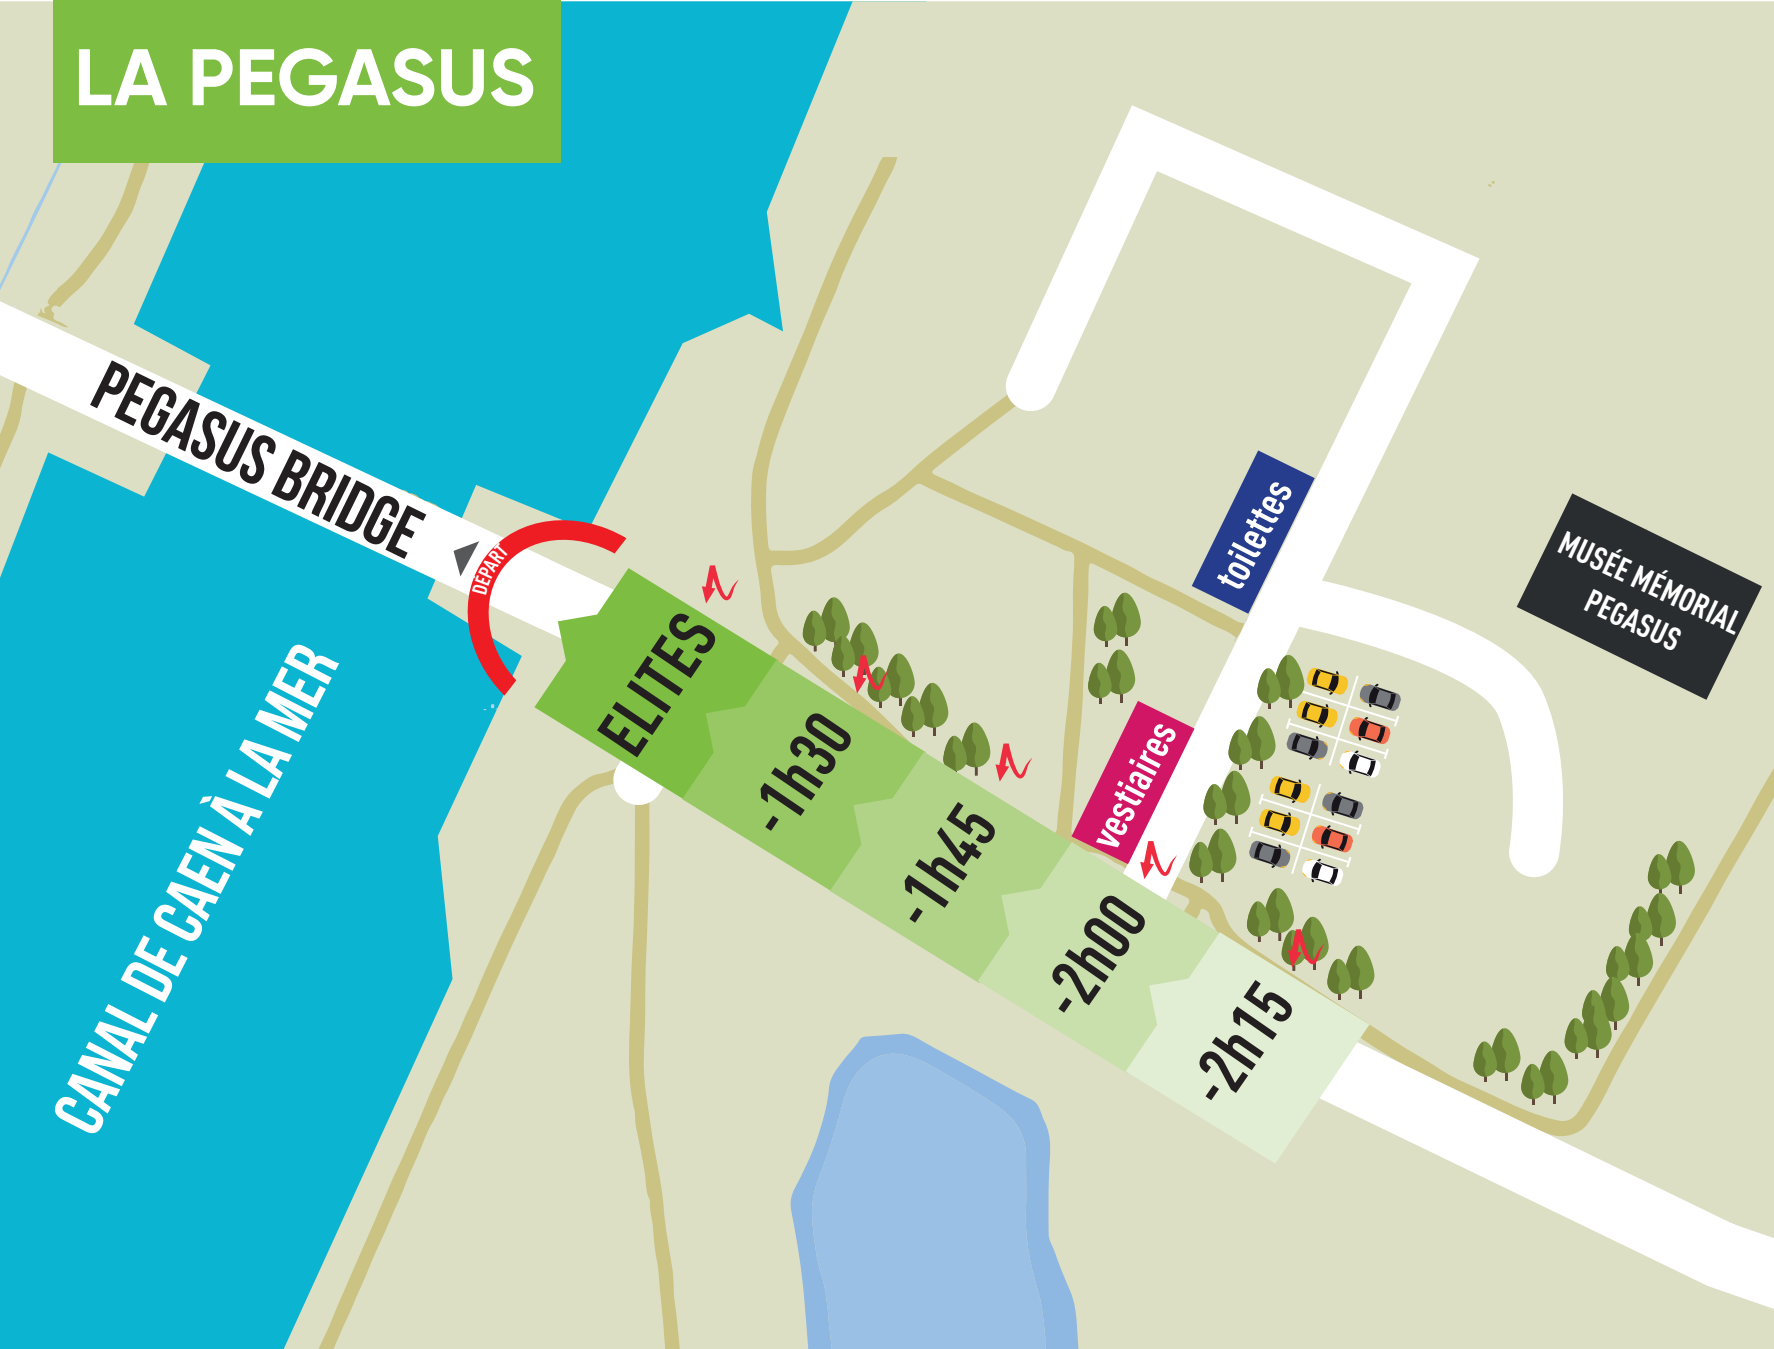 LA PEGASUS
PEGASUS BRIDGE
DÉPART
CANAL DE CAEN À LA MER
ELITES
-1h30
-1h45
-2h00
-2h15
toilettes
vestiaires
MUSÉE MÉMORIAL
PEGASUS